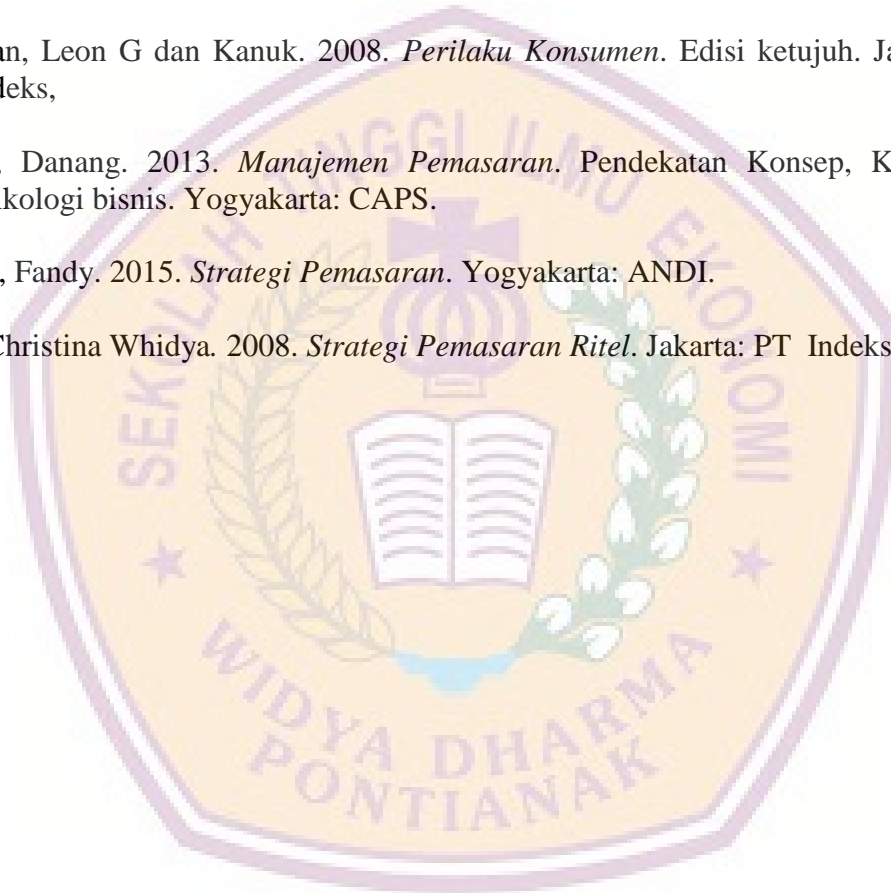 an, Leon G dan Kanuk. 2008. Perilaku Konsumen. Edisi ketujuh. Ja
deks,
, Danang. 2013. Manajemen Pemasaran. Pendekatan Konsep, K
ikologi bisnis. Yogyakarta: CAPS.
, Fandy. 2015. Strategi Pemasaran. Yogyakarta: ANDI.
Christina Whidya. 2008. Strategi Pemasaran Ritel. Jakarta: PT Indeks
SEKOLAH TINGGI ILMU EKONOMI
WIDYA DHARMA
PONTIANAK